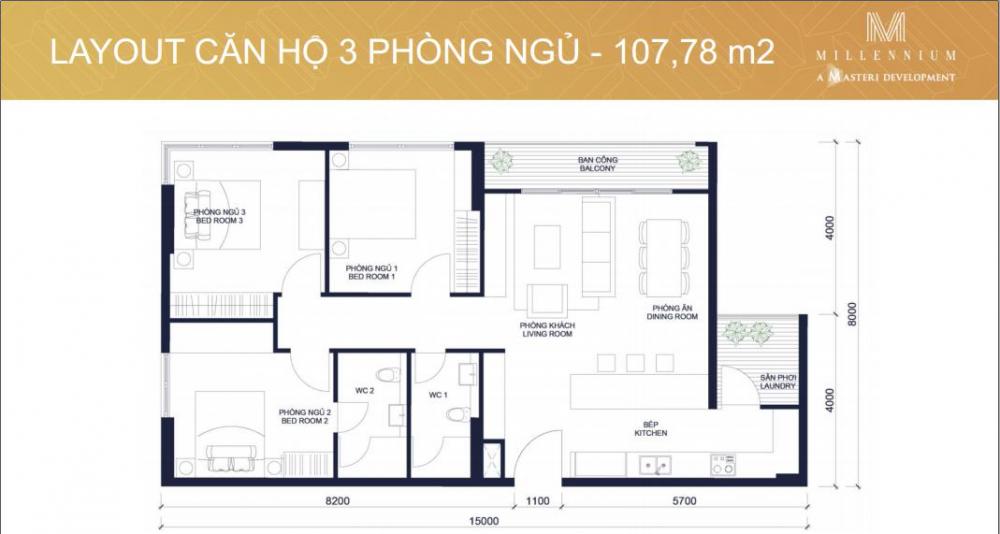 LAYOUT CĂN HỘ 3 PHÒNG NGỦ - 107,78 m2
M
MILLENNIUM
A MASTERI DEVELOPMENT
BAN CÔNG
BALCONY
PHÒNG NGỦ 3
BED ROOM 3
PHÒNG NGỦ 1
BED ROOM 1
PHÒNG ĂN
DINING ROOM
PHÒNG KHÁCH
LIVING ROOM
SÂN PHƠI
LAUNDRY
WC 2
WC 1
PHÒNG NGỦ 2
BED ROOM 2
BẾP
KITCHEN
4000
8000
4000
8200
1100
5700
15000